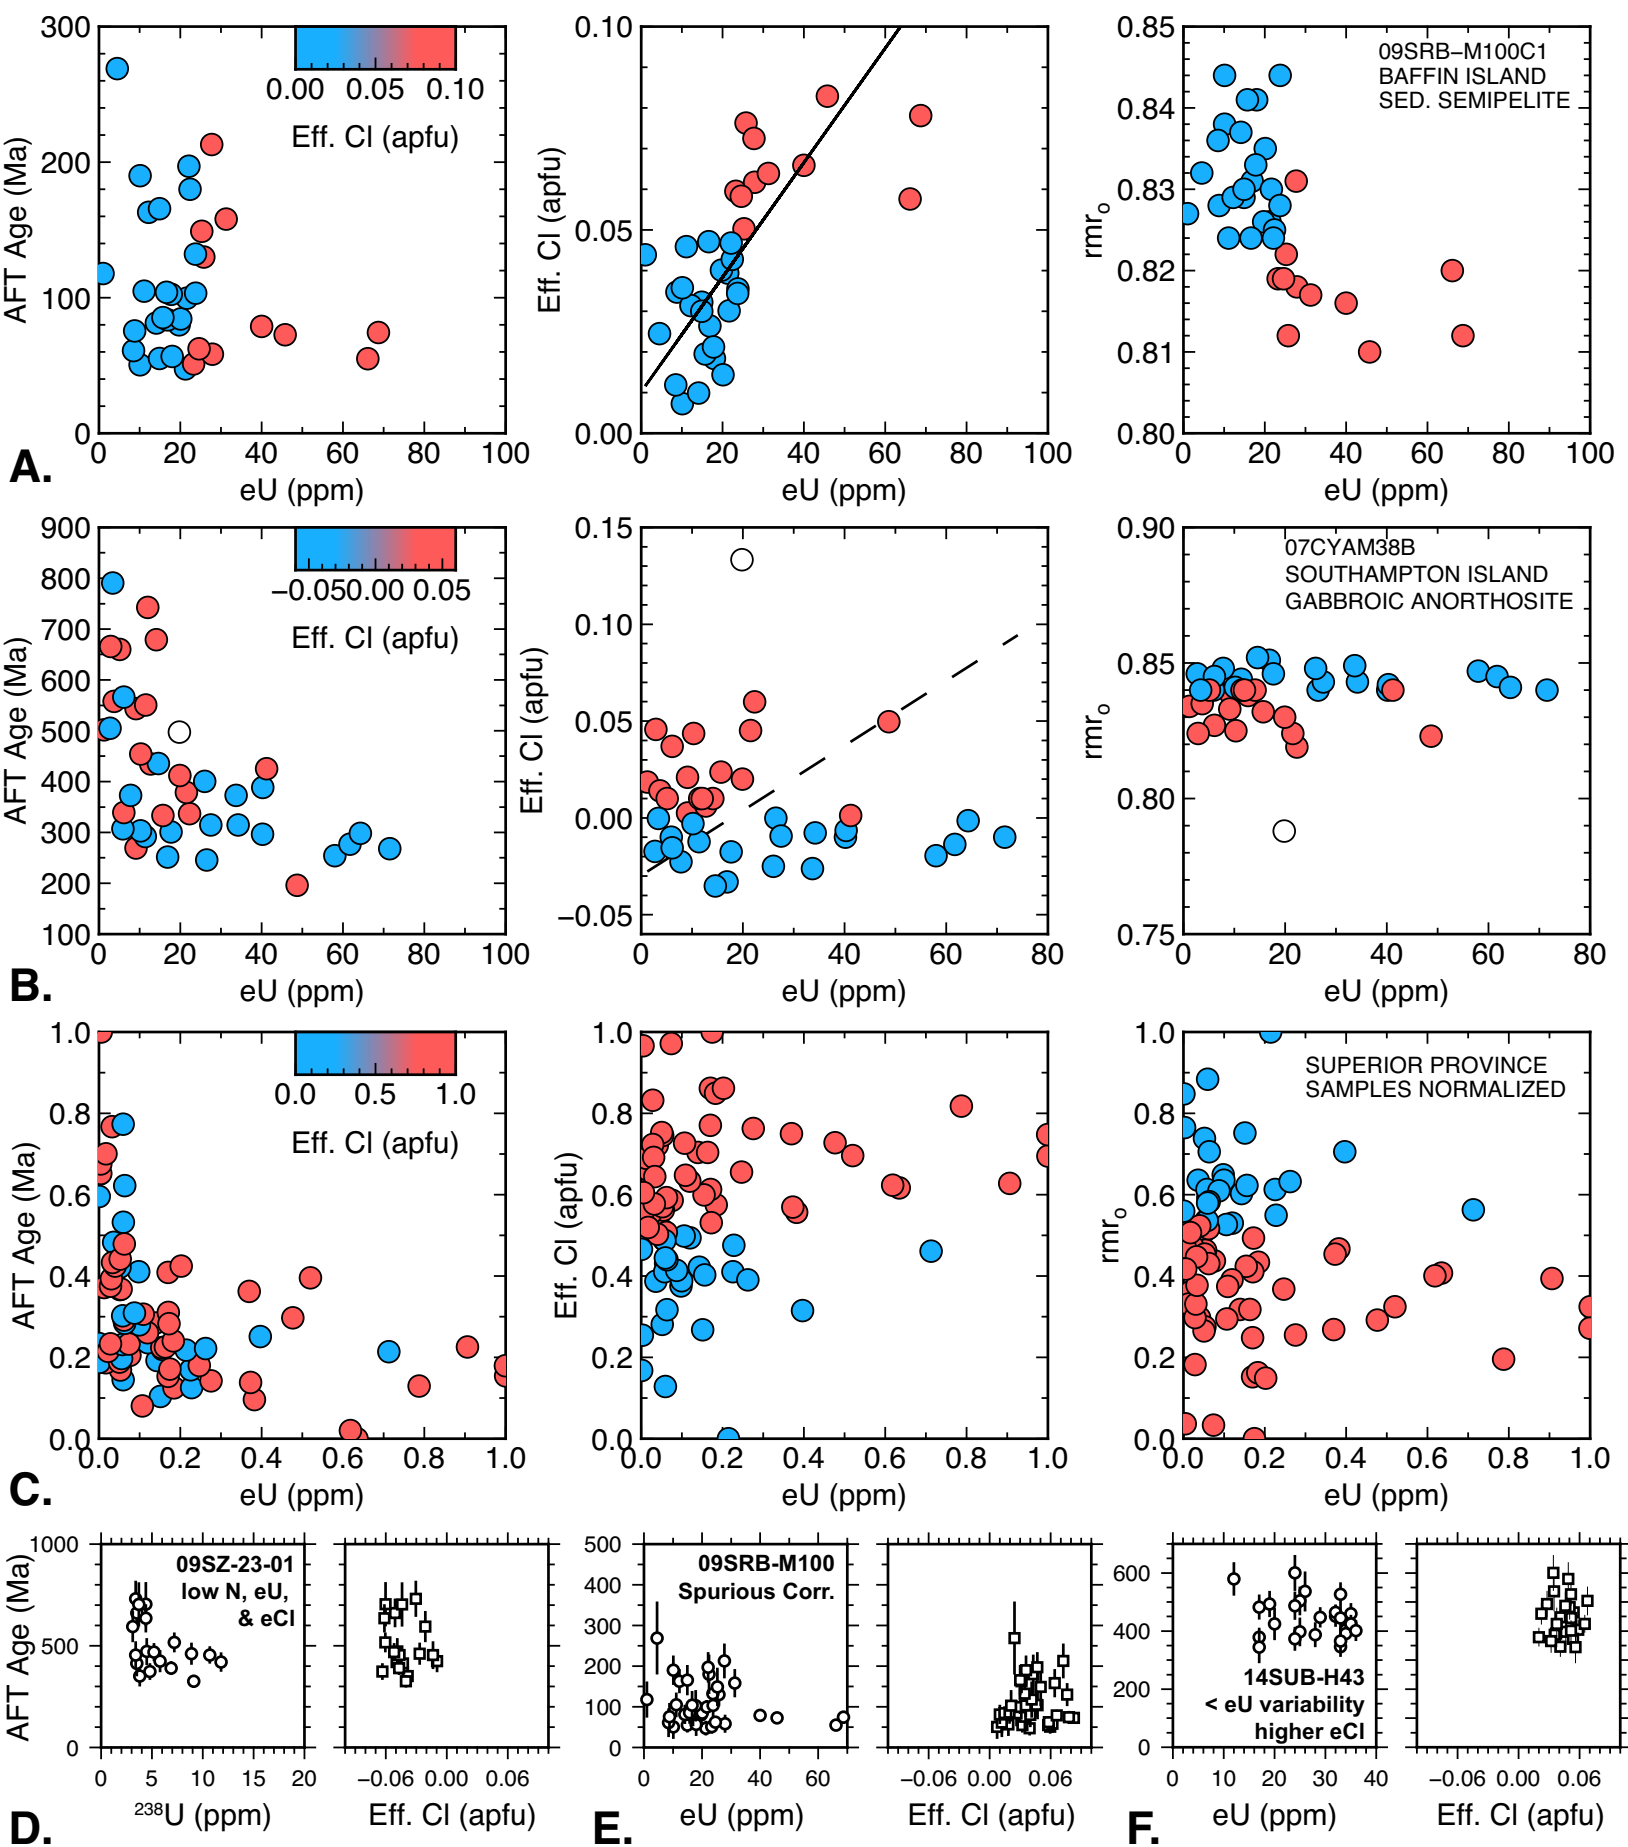 300
200
100
0
AFT Age (Ma)
0.00 0.05 0.10
Eff. Cl (apfu)
0 20 40 60 80 100
eU (ppm)
A.
0.10
0.05
0.00
Eff. Cl (apfu)
0 20 40 60 80 100
eU (ppm)
0.85
0.84
0.83
0.82
0.81
0.80
rmr₀
09SRB–M100C1
BAFFIN ISLAND
SED. SEMIPELITE
0 20 40 60 80 100
eU (ppm)
900
800
700
600
500
400
300
200
100
AFT Age (Ma)
−0.05 0.00 0.05
Eff. Cl (apfu)
0 20 40 60 80 100
eU (ppm)
B.
0.15
0.10
0.05
0.00
−0.05
Eff. Cl (apfu)
0 20 40 60 80
eU (ppm)
0.90
0.85
0.80
0.75
rmr₀
07CYAM38B
SOUTHAMPTON ISLAND
GABBROIC ANORTHOSITE
0 20 40 60 80
eU (ppm)
1.0
0.8
0.6
0.4
0.2
0.0
AFT Age (Ma)
0.0 0.5 1.0
Eff. Cl (apfu)
0.0 0.2 0.4 0.6 0.8 1.0
eU (ppm)
C.
1.0
0.8
0.6
0.4
0.2
0.0
Eff. Cl (apfu)
0.0 0.2 0.4 0.6 0.8 1.0
eU (ppm)
1.0
0.8
0.6
0.4
0.2
0.0
rmr₀
SUPERIOR PROVINCE
SAMPLES NORMALIZED
0.0 0.2 0.4 0.6 0.8 1.0
eU (ppm)
1000
500
0
AFT Age (Ma)
09SZ-23-01
low N, eU,
& eCl
0 5 10 15 20
²³⁸U (ppm)
−0.06 0.00 0.06
Eff. Cl (apfu)
D.
500
400
300
200
100
0
09SRB-M100
Spurious Corr.
0 20 40 60
eU (ppm)
−0.06 0.00 0.06
Eff. Cl (apfu)
E.
600
400
200
0
14SUB-H43
< eU variability
higher eCl
0 10 20 30 40
eU (ppm)
−0.06 0.00 0.06
Eff. Cl (apfu)
F.